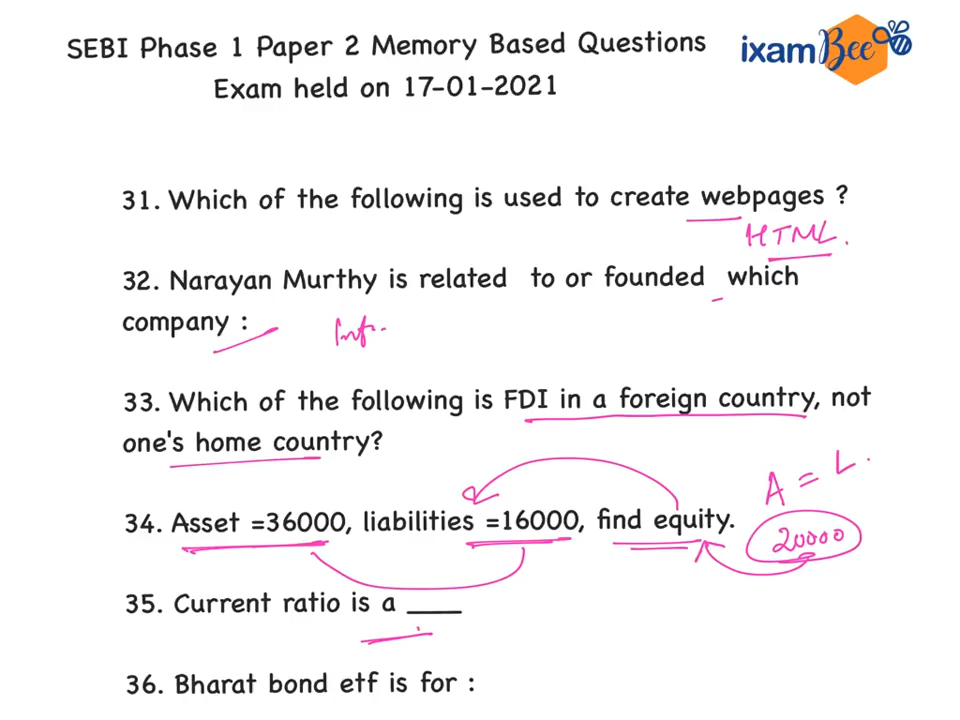 SEBI Phase 1 Paper 2 Memory Based Questions
ixamBee
Exam held on 17-01-2021
31. Which of the following is used to create webpages ?
HTML.
32. Narayan Murthy is related to or founded which
company :
Inf..
33. Which of the following is FDI in a foreign country, not
one's home country?
A = L
34. Asset =36000, liabilities =16000, find equity.
20000
35. Current ratio is a ____
36. Bharat bond etf is for :